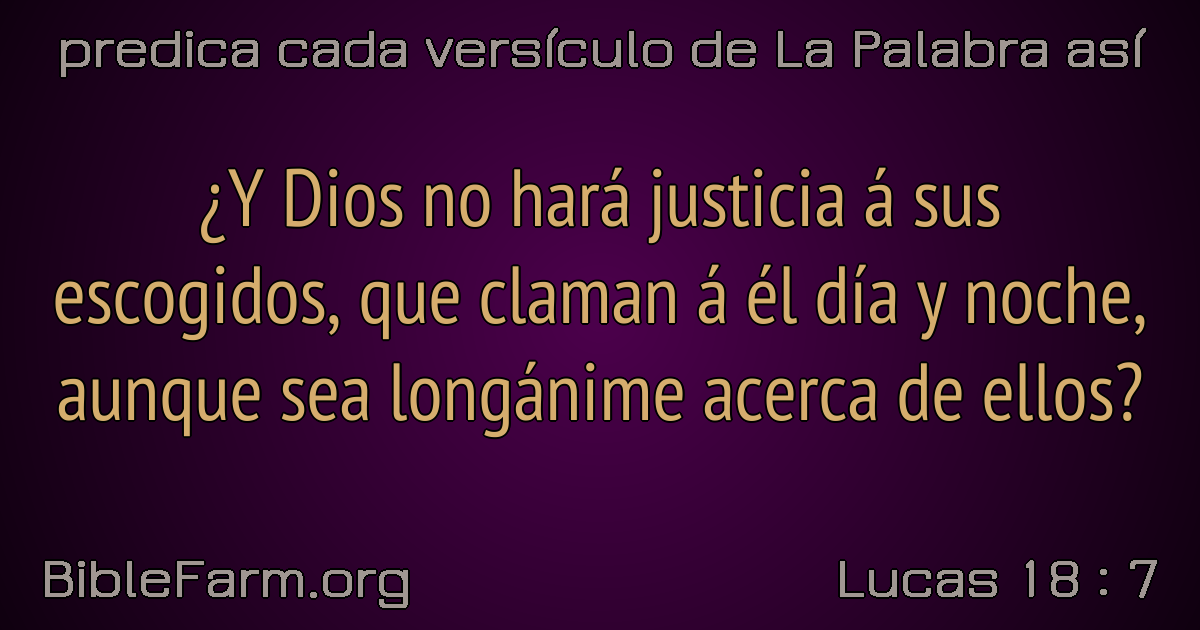 predica cada versículo de La Palabra así
¿Y Dios no hará justicia á sus
escogidos, que claman á él día y noche,
aunque sea longánime acerca de ellos?
BibleFarm.org
Lucas 18 : 7